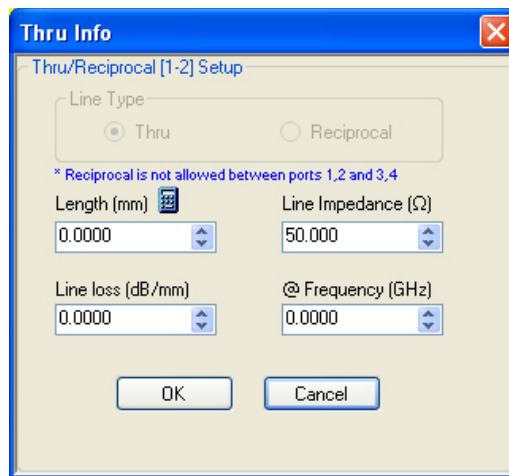 Thru Info
Thru/Reciprocal [1-2] Setup
Line Type
Thru Reciprocal
* Reciprocal is not allowed between ports 1,2 and 3,4
Length (mm) Line Impedance (Ω)
0.0000 50.000
Line loss (dB/mm) @ Frequency (GHz)
0.0000 0.0000
OK Cancel